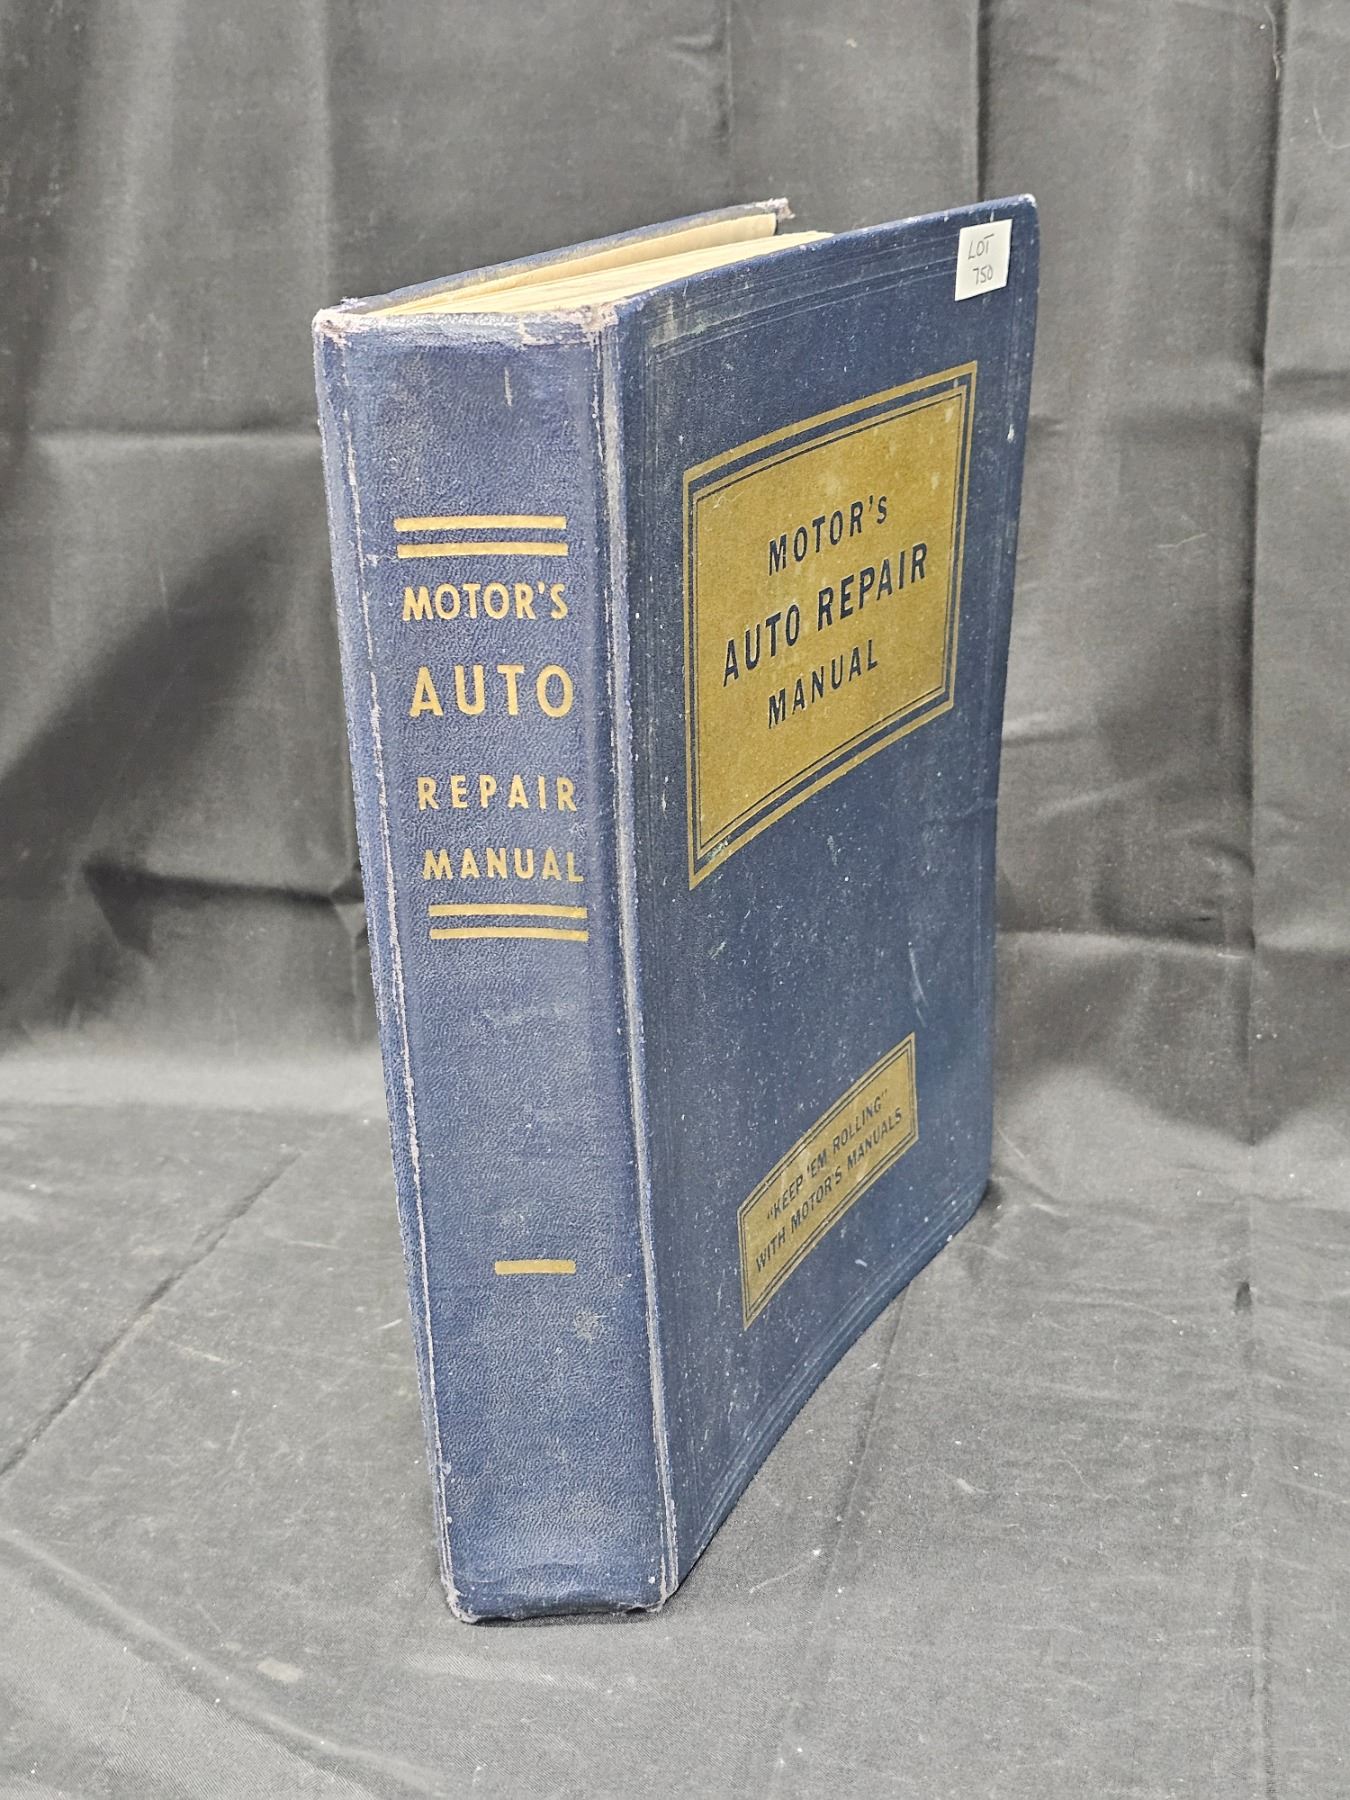 MOTOR'S
AUTO
REPAIR
MANUAL
LOT
750
MOTOR's
AUTO REPAIR
MANUAL
"KEEP 'EM ROLLING"
WITH MOTOR'S MANUALS